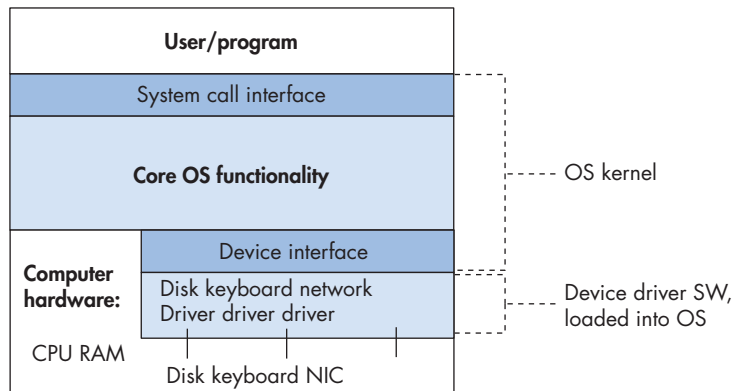 User/program
System call interface
Core OS functionality
OS kernel
Device interface
Computer
hardware:
Disk keyboard network
Driver driver driver
Device driver SW,
loaded into OS
CPU RAM
Disk keyboard NIC